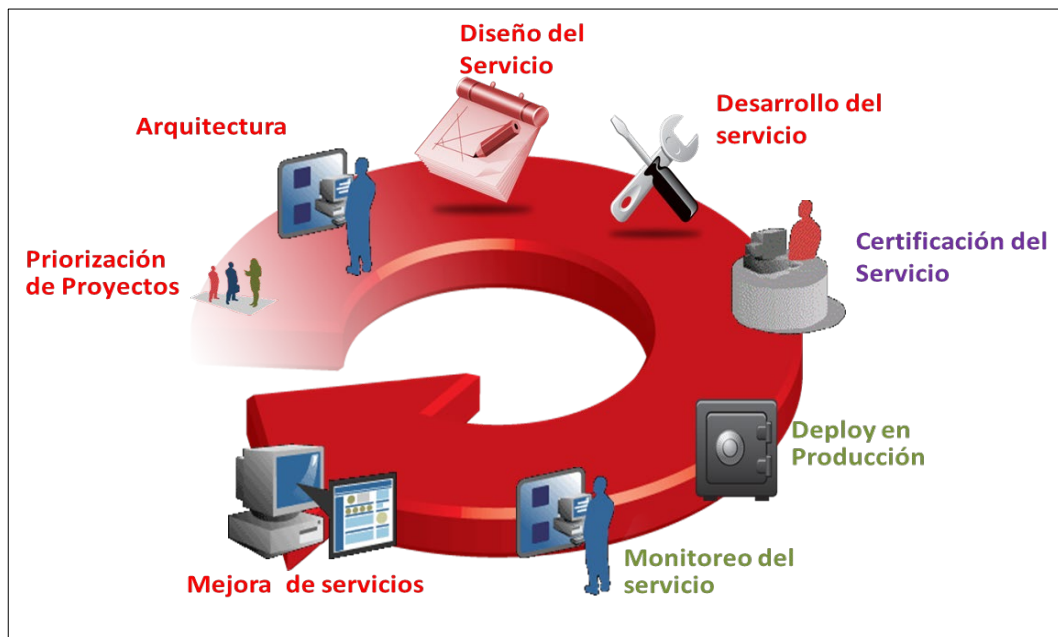 Diseño del
Servicio
Desarrollo del
servicio
Arquitectura
Certificación del
Servicio
Priorización
de Proyectos
Deploy en
Producción
Monitoreo del
servicio
Mejora  de servicios